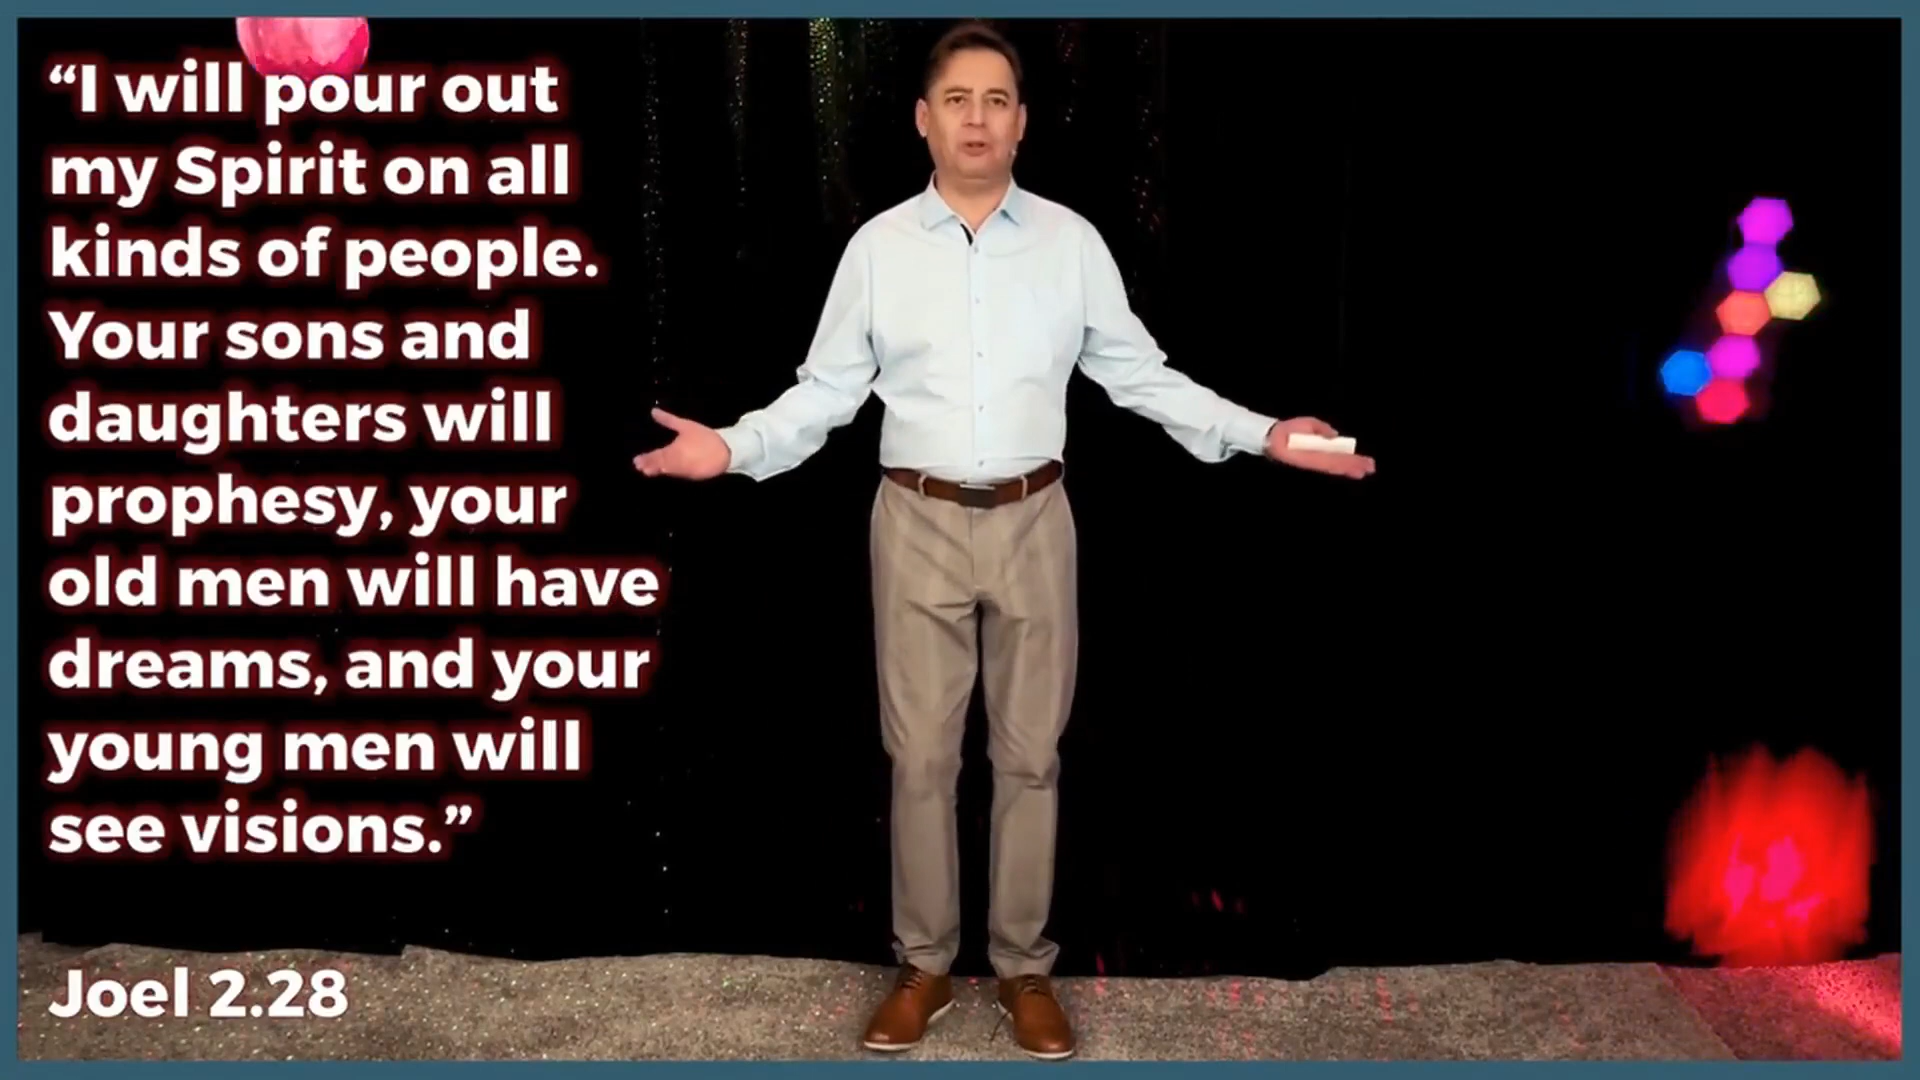 “I will pour out
my Spirit on all
kinds of people.
Your sons and
daughters will
prophesy, your
old men will have
dreams, and your
young men will
see visions.”
Joel 2.28